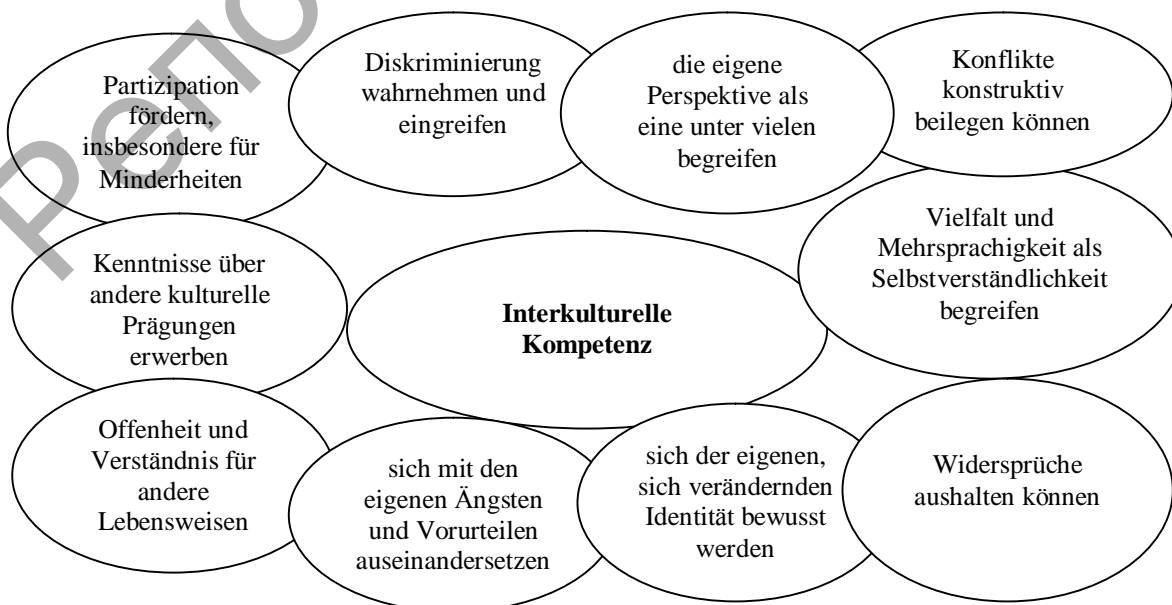 Partizipation
fördern,
insbesondere für
Minderheiten
Diskriminierung
wahrnehmen und
eingreifen
die eigene
Perspektive als
eine unter vielen
begreifen
Konflikte
konstruktiv
beilegen können
Kenntnisse über
andere kulturelle
Prägungen
erwerben
Interkulturelle
Kompetenz
Vielfalt und
Mehrsprachigkeit als
Selbstverständlichkeit
begreifen
Offenheit und
Verständnis für
andere
Lebensweisen
sich mit den
eigenen Ängsten
und Vorurteilen
auseinandersetzen
sich der eigenen,
sich verändernden
Identität bewusst
werden
Widersprüche
aushalten können